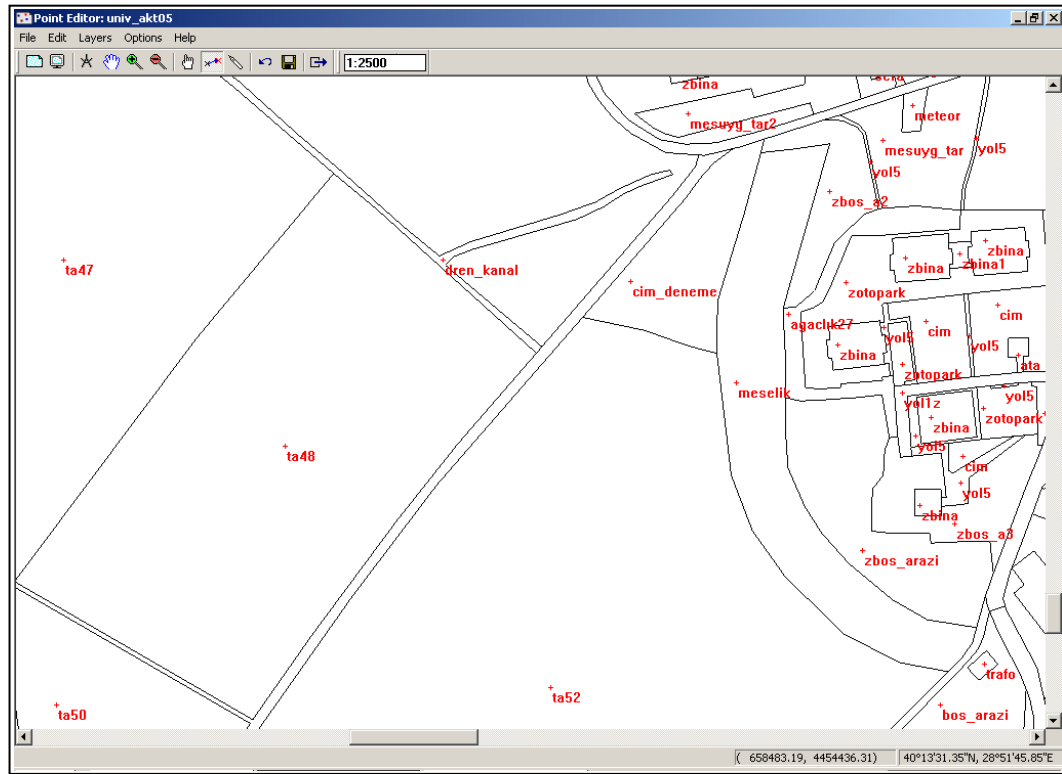 Point Editor: univ_akt05
File Edit Layers Options Help
1:2500
zbina
mesuyg_tar2
meteor
mesuyg_tar
yol5
yol5
zbos_a2
ta47
dren_kanal
cim_deneme
zbina
zbina1
zbina
zotopark
agaclık27
cim
cim
yol5
yol5
zbina
zotopark
ata
meselik
yol5
yol1z
zotopark
zbina
ta48
yol5
cim
yol5
zbina
zbos_a3
zbos_arazi
trafo
ta52
ta50
bos_arazi
( 658483.19, 4454436.31) 40°13'31.35"N, 28°51'45.85"E